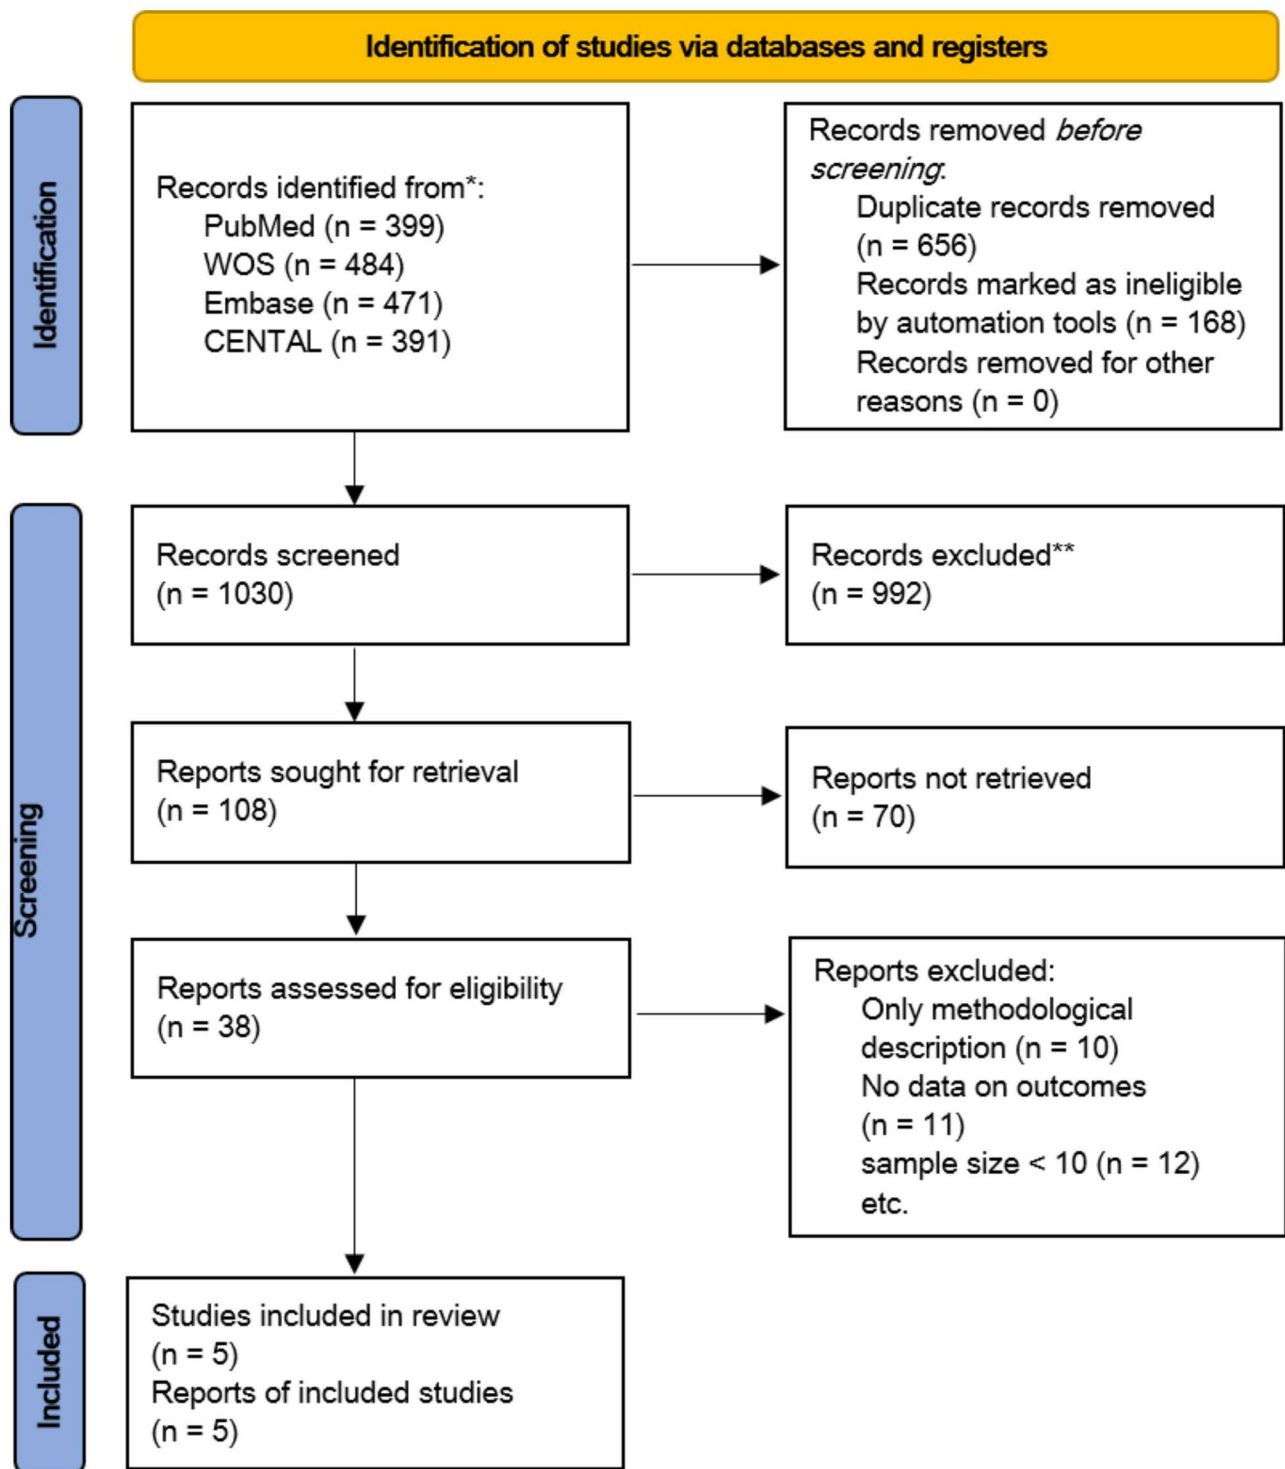 Identification of studies via databases and registers
Identification
Records identified from*:
PubMed (n = 399)
WOS (n = 484)
Embase (n = 471)
CENTAL (n = 391)
Records removed before
screening:
Duplicate records removed
(n = 656)
Records marked as ineligible
by automation tools (n = 168)
Records removed for other
reasons (n = 0)
Screening
Records screened
(n = 1030)
Records excluded**
(n = 992)
Reports sought for retrieval
(n = 108)
Reports not retrieved
(n = 70)
Reports assessed for eligibility
(n = 38)
Reports excluded:
Only methodological
description (n = 10)
No data on outcomes
(n = 11)
sample size < 10 (n = 12)
etc.
Included
Studies included in review
(n = 5)
Reports of included studies
(n = 5)